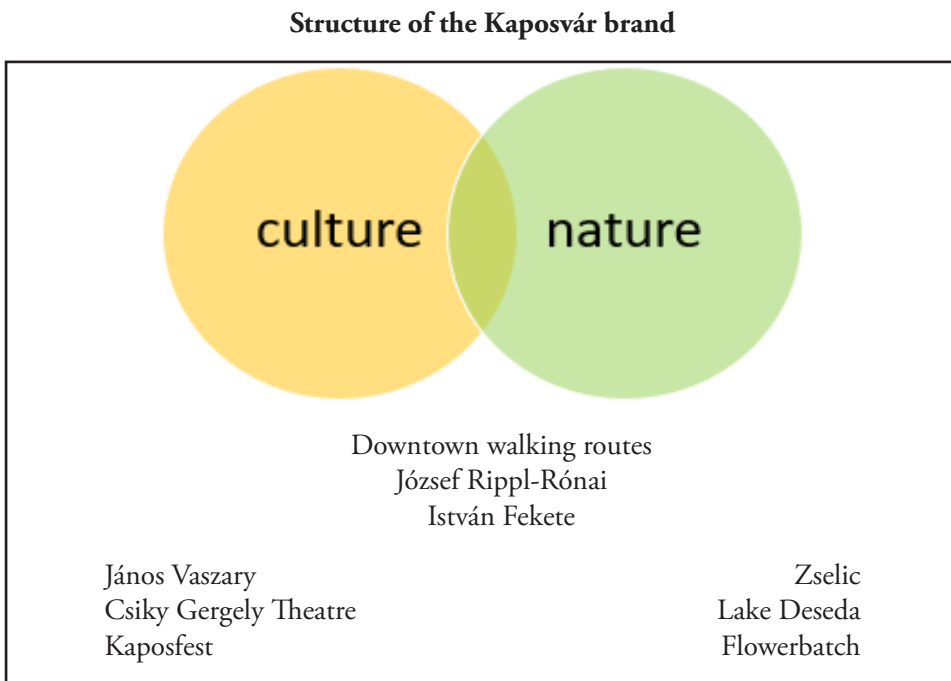 Structure of the Kaposvár brand
culture nature
Downtown walking routes
József Rippl-Rónai
István Fekete
János Vaszary Zselic
Csiky Gergely Theatre Lake Deseda
Kaposfest Flowerbatch